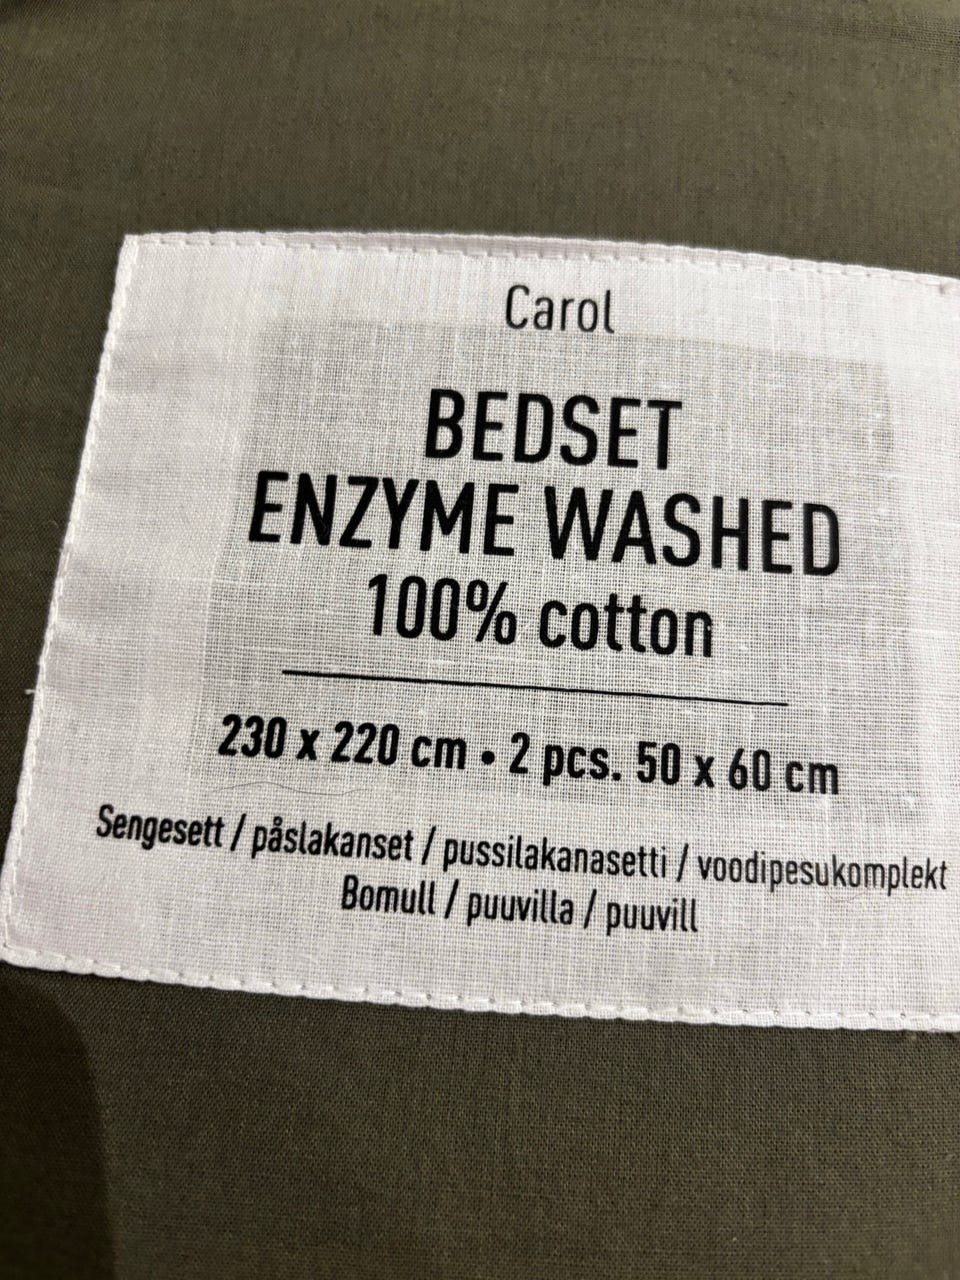 Carol
BEDSET
ENZYME WASHED
100% cotton
230 x 220 cm • 2 pcs. 50 x 60 cm
Sengesett / påslakanset / pussilakanasetti / voodipesukomplekt
Bomull / puuvilla / puuvill